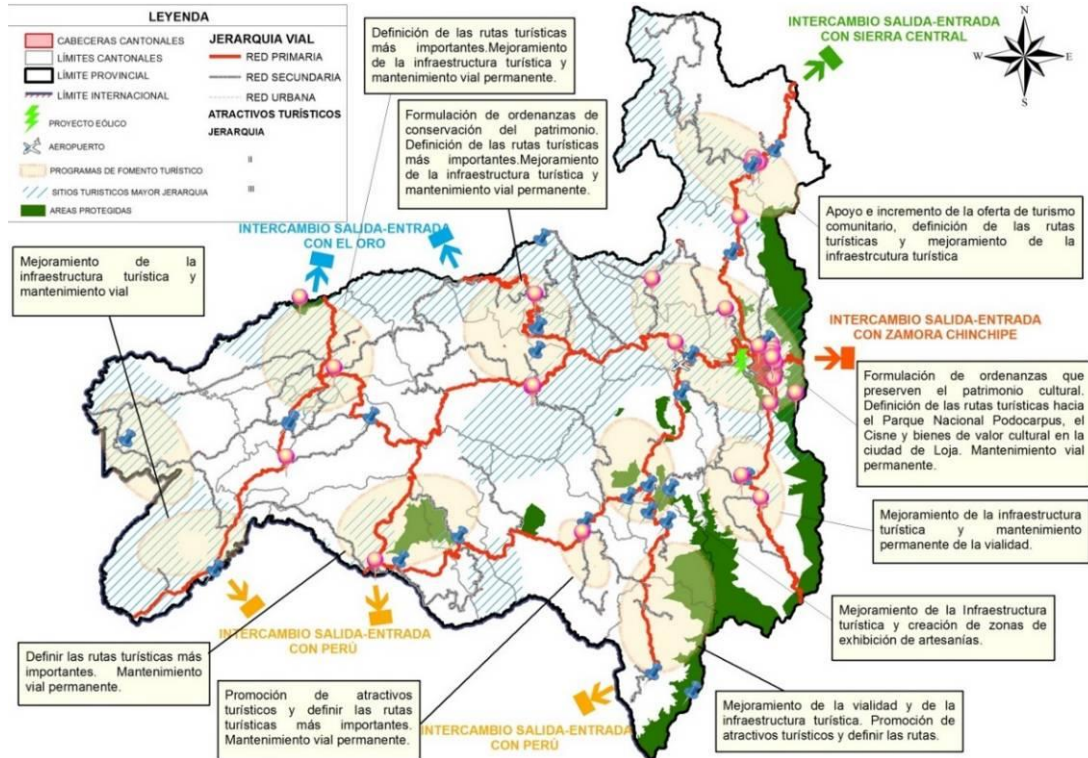 LEYENDA
CABECERAS CANTONALES
LÍMITES CANTONALES
LÍMITE PROVINCIAL
LÍMITE INTERNACIONAL
PROYECTO EÓLICO
AEROPUERTO
PROGRAMAS DE FOMENTO TURÍSTICO
SITIOS TURISTICOS MAYOR JERARQUIA
AREAS PROTEGIDAS
JERARQUIA VIAL
RED PRIMARIA
RED SECUNDARIA
RED URBANA
ATRACTIVOS TURÍSTICOS
JERARQUIA
II
III
Definición de las rutas turísticas
más importantes.Mejoramiento
de la infraestructura turística y
mantenimiento vial permanente.
Formulación de ordenanzas de
conservación del patrimonio.
Definición de las rutas turísticas
más importantes.Mejoramiento
de la infraestructura turística y
mantenimiento vial permanente.
INTERCAMBIO SALIDA-ENTRADA
CON SIERRA CENTRAL
N
W
E
S
Apoyo e incremento de la oferta de turismo
comunitario, definición de las rutas
turísticas y mejoramiento de la
infraestrcutura turística
INTERCAMBIO SALIDA-ENTRADA
CON EL ORO
Mejoramiento de la
infraestructura turística y
mantenimiento vial
INTERCAMBIO SALIDA-ENTRADA
CON ZAMORA CHINCHIPE
Formulación de ordenanzas que
preserven el patrimonio cultural.
Definición de las rutas turísticas hacia
el Parque Nacional Podocarpus, el
Cisne y bienes de valor cultural en la
ciudad de Loja. Mantenimiento vial
permanente.
Mejoramiento de la infraestructura
turística y mantenimiento
permanente de la vialidad.
Mejoramiento de la Infraestructura
turística y creación de zonas de
exhibición de artesanías.
INTERCAMBIO SALIDA-ENTRADA
CON PERÚ
Definir las rutas turísticas más
importantes. Mantenimiento
vial permanente.
Promoción de atractivos
turísticos y definir las rutas
turísticas más importantes.
Mantenimiento vial permanente.
INTERCAMBIO SALIDA-ENTRADA
CON PERÚ
Mejoramiento de la vialidad y de la
infraestructura turística. Promoción de
atractivos turísticos y definir las rutas.